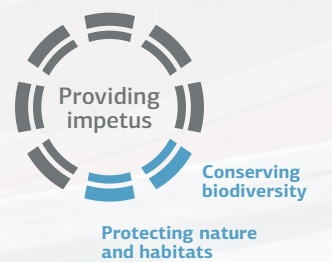 Providing
impetus
Conserving
biodiversity
Protecting nature
and habitats